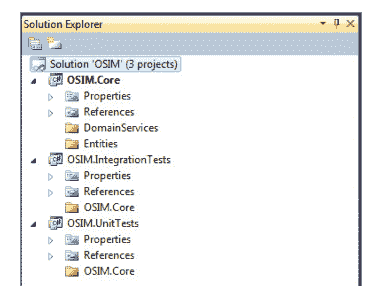 Solution Explorer
Solution 'OSIM' (3 projects)
OSIM.Core
Properties
References
DomainServices
Entities
OSIM.IntegrationTests
Properties
References
OSIM.Core
OSIM.UnitTests
Properties
References
OSIM.Core